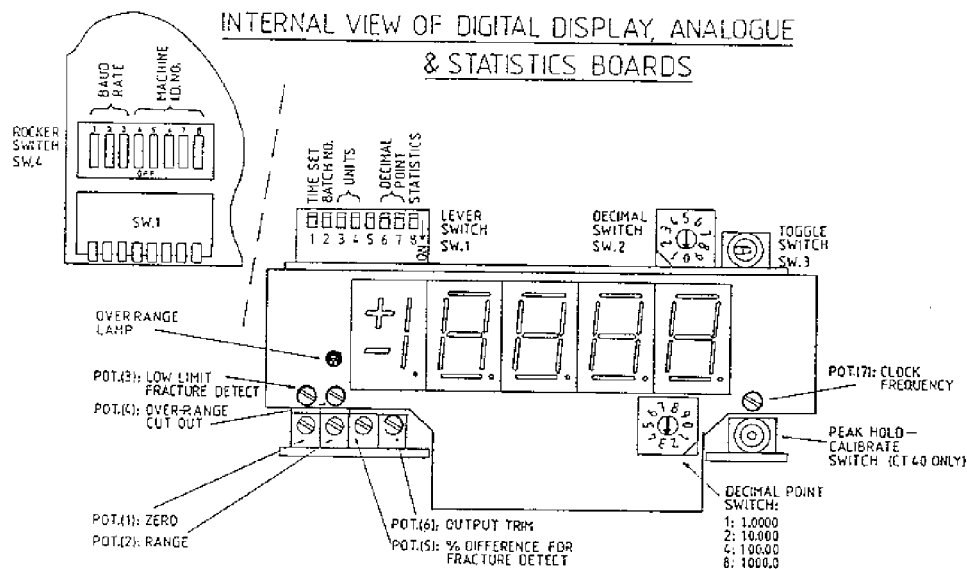 INTERNAL VIEW OF DIGITAL DISPLAY, ANALOGUE
& STATISTICS BOARDS
BAUD
RATE
MACHINE
I.D. NO.
ROCKER
SWITCH
SW.4
1 2 3 4 5 6 7 8
OFF
SW.1
TIME SET
BATCH NO.
UNITS
DECIMAL
POINT
STATISTICS
1 2 3 4 5 6 7 8
ON
LEVER
SWITCH
SW.1
DECIMAL
SWITCH
SW.2
TOGGLE
SWITCH
SW.3
OVER RANGE
LAMP
POT.(3): LOW LIMIT
FRACTURE DETECT
POT.(4): OVER-RANGE
CUT OUT
POT.(1): ZERO
POT.(2): RANGE
POT.(6): OUTPUT TRIM
POT.(5): % DIFFERENCE FOR
FRACTURE DETECT
POT.(7): CLOCK
FREQUENCY
PEAK HOLD —
CALIBRATE
SWITCH (CT 40 ONLY)
DECIMAL POINT
SWITCH:
1: 1.0000
2: 10.000
4: 100.00
8: 1000.0